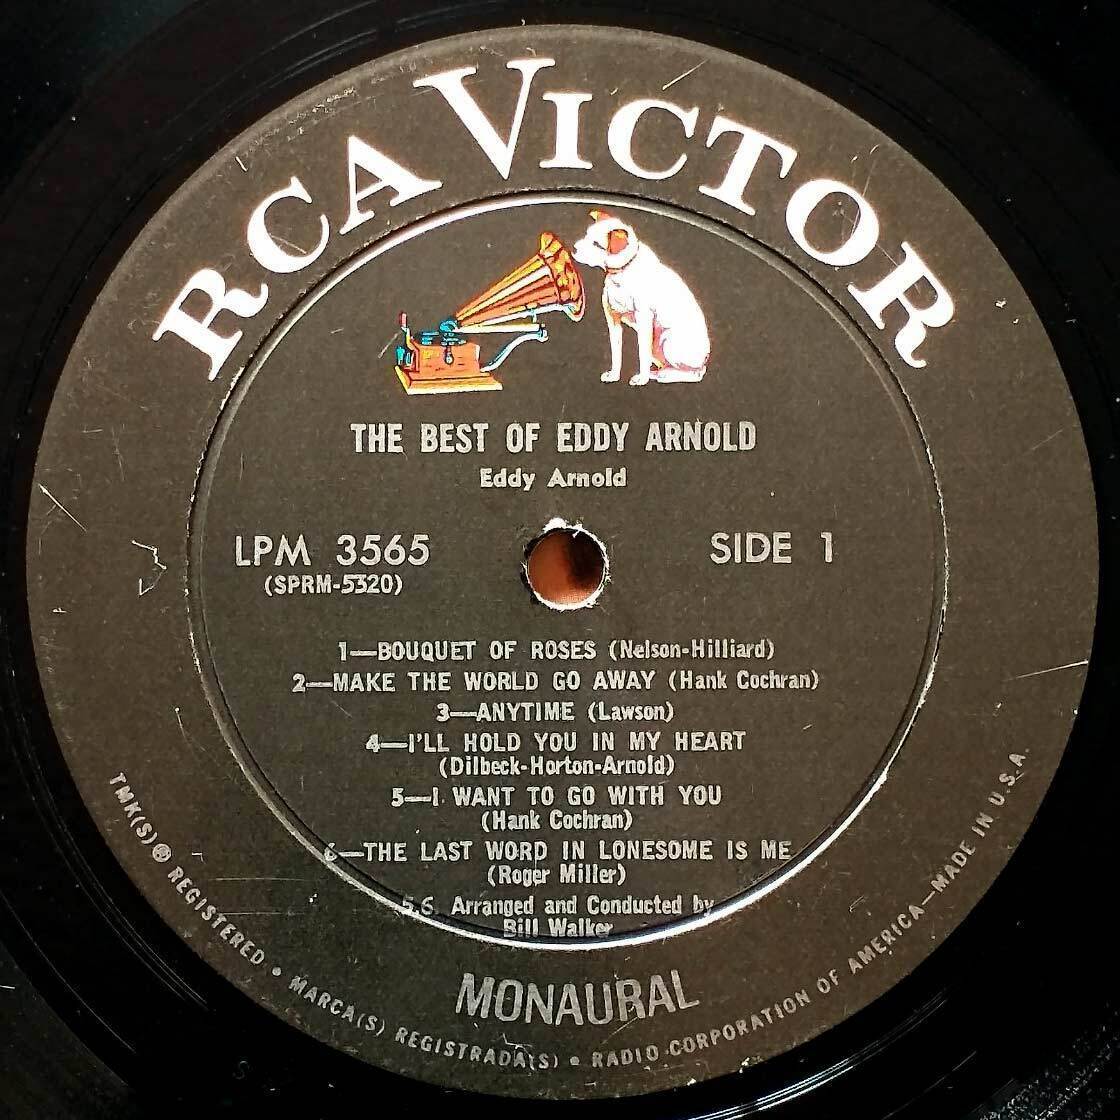 RCA VICTOR
THE BEST OF EDDY ARNOLD
Eddy Arnold
LPM 3565
(SPRM-5320)
SIDE 1
1—BOUQUET OF ROSES (Nelson-Hilliard)
2—MAKE THE WORLD GO AWAY (Hank Cochran)
3—ANYTIME (Lawson)
4—I'LL HOLD YOU IN MY HEART
(Dilbeck-Horton-Arnold)
5—I WANT TO GO WITH YOU
(Hank Cochran)
6—THE LAST WORD IN LONESOME IS ME
(Roger Miller)
5,6. Arranged and Conducted by
Bill Walker
MONAURAL
TMK(S) ® REGISTERED • MARCA(S) REGISTRADA(S) • RADIO CORPORATION OF AMERICA—MADE IN U.S.A.